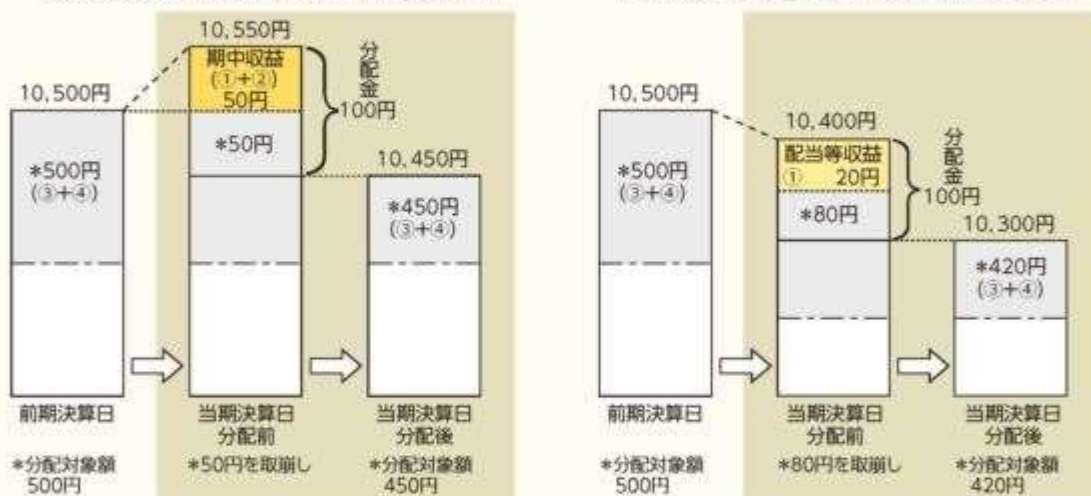 10,550円
期中収益
(①+②)
50円
分配金
100円
10,500円
*500円
(③+④)
*50円
10,450円
*450円
(③+④)
前期決算日
当期決算日
分配前
当期決算日
分配後
*分配対象額
500円
*50円を取崩し
*分配対象額
450円
10,500円
*500円
(③+④)
10,400円
配当等収益
① 20円
*80円
分配金
100円
10,300円
*420円
(③+④)
前期決算日
当期決算日
分配前
当期決算日
分配後
*分配対象額
500円
*80円を取崩し
*分配対象額
420円